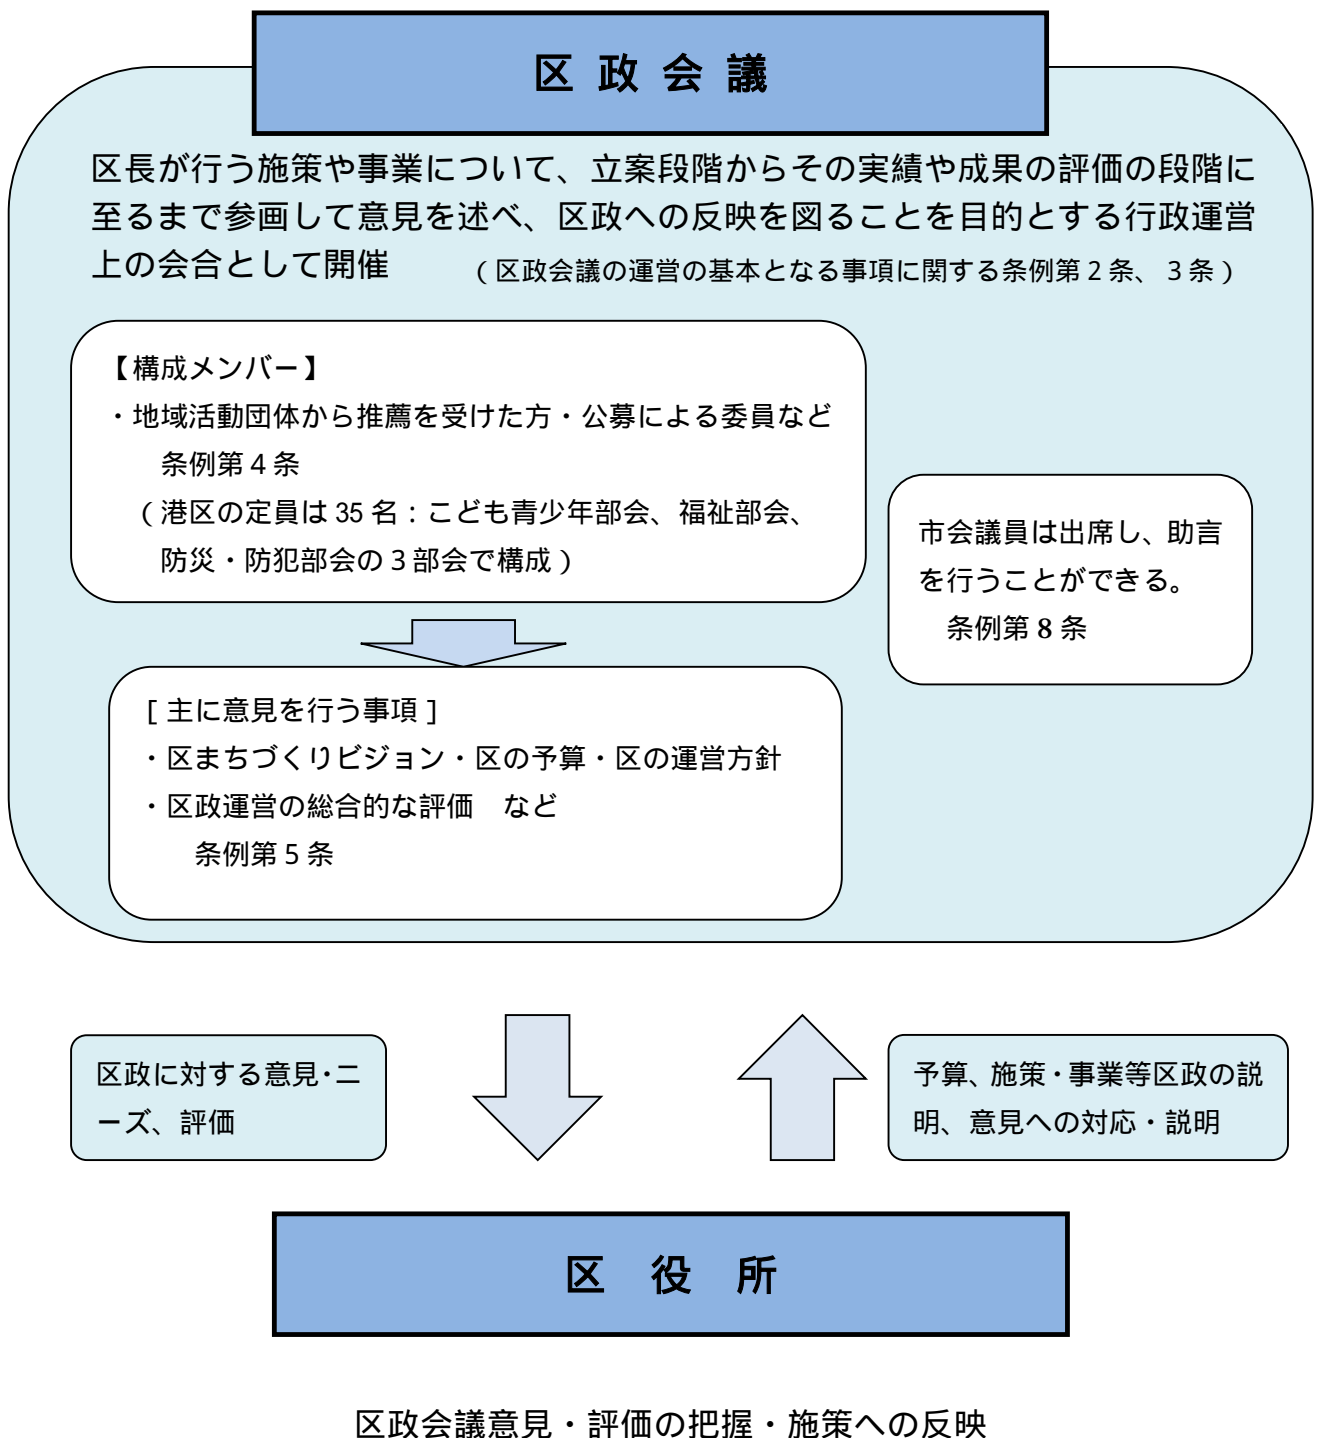 区政会議
区長が行う施策や事業について、立案段階からその実績や成果の評価の段階に
至るまで参画して意見を述べ、区政への反映を図ることを目的とする行政運営
上の会合として開催　（区政会議の運営の基本となる事項に関する条例第２条、３条）
【構成メンバー】
・地域活動団体から推薦を受けた方・公募による委員など
条例第４条
（港区の定員は 35 名：こども青少年部会、福祉部会、
防災・防犯部会の３部会で構成）
市会議員は出席し、助言
を行うことができる。
条例第 8 条
［主に意見を行う事項］
・区まちづくりビジョン・区の予算・区の運営方針
・区政運営の総合的な評価　など
条例第５条
区政に対する意見・ニ
ーズ、評価
予算、施策・事業等区政の説
明、意見への対応・説明
区　役　所
区政会議意見・評価の把握・施策への反映